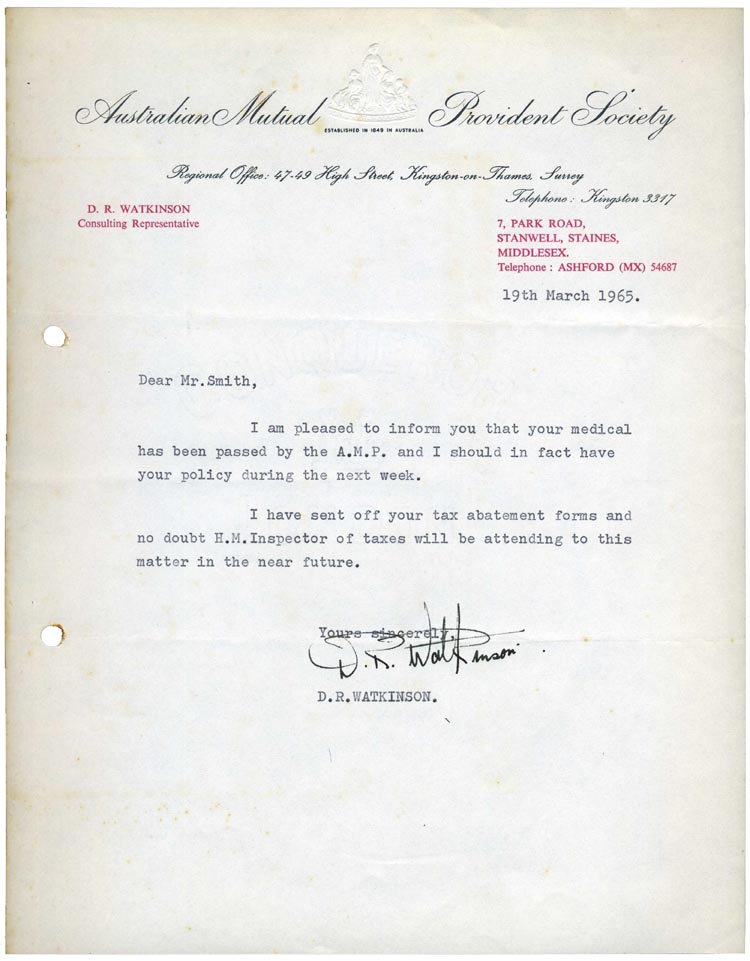 Australian Mutual Provident Society
ESTABLISHED IN 1849 IN AUSTRALIA
Regional Office: 47-49 High Street, Kingston-on-Thames, Surrey
Telephone: Kingston 3317
D. R. WATKINSON
Consulting Representative
7, PARK ROAD,
STANWELL, STAINES,
MIDDLESEX.
Telephone : ASHFORD (MX) 54687
19th March 1965.
Dear Mr.Smith,
I am pleased to inform you that your medical
has been passed by the A.M.P. and I should in fact have
your policy during the next week.
I have sent off your tax abatement forms and
no doubt H.M.Inspector of taxes will be attending to this
matter in the near future.
Yours sincerely,
D. R. Watkinson
D.R.WATKINSON.